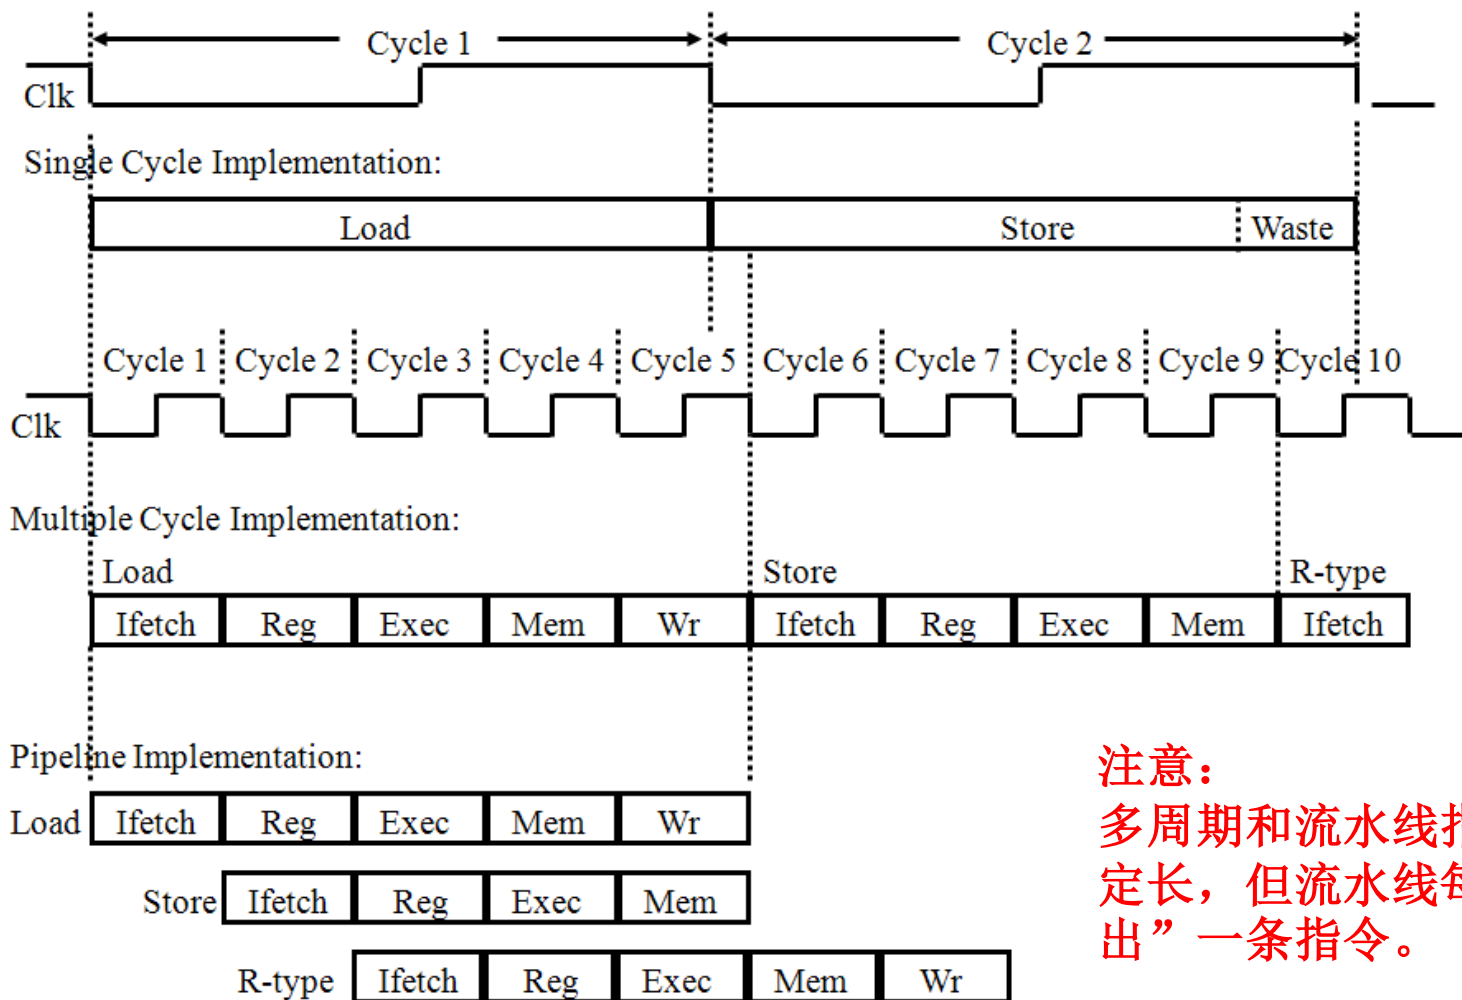 Cycle 1 Cycle 2
Clk
Single Cycle Implementation:
Load Store Waste
Cycle 1 Cycle 2 Cycle 3 Cycle 4 Cycle 5 Cycle 6 Cycle 7 Cycle 8 Cycle 9 Cycle 10
Clk
Multiple Cycle Implementation:
Load Store R-type
Ifetch Reg Exec Mem Wr Ifetch Reg Exec Mem Ifetch
Pipeline Implementation:
Load Ifetch Reg Exec Mem Wr
Store Ifetch Reg Exec Mem
R-type Ifetch Reg Exec Mem Wr
注意：
多周期和流水线
定长，但流水线
出”一条指令。